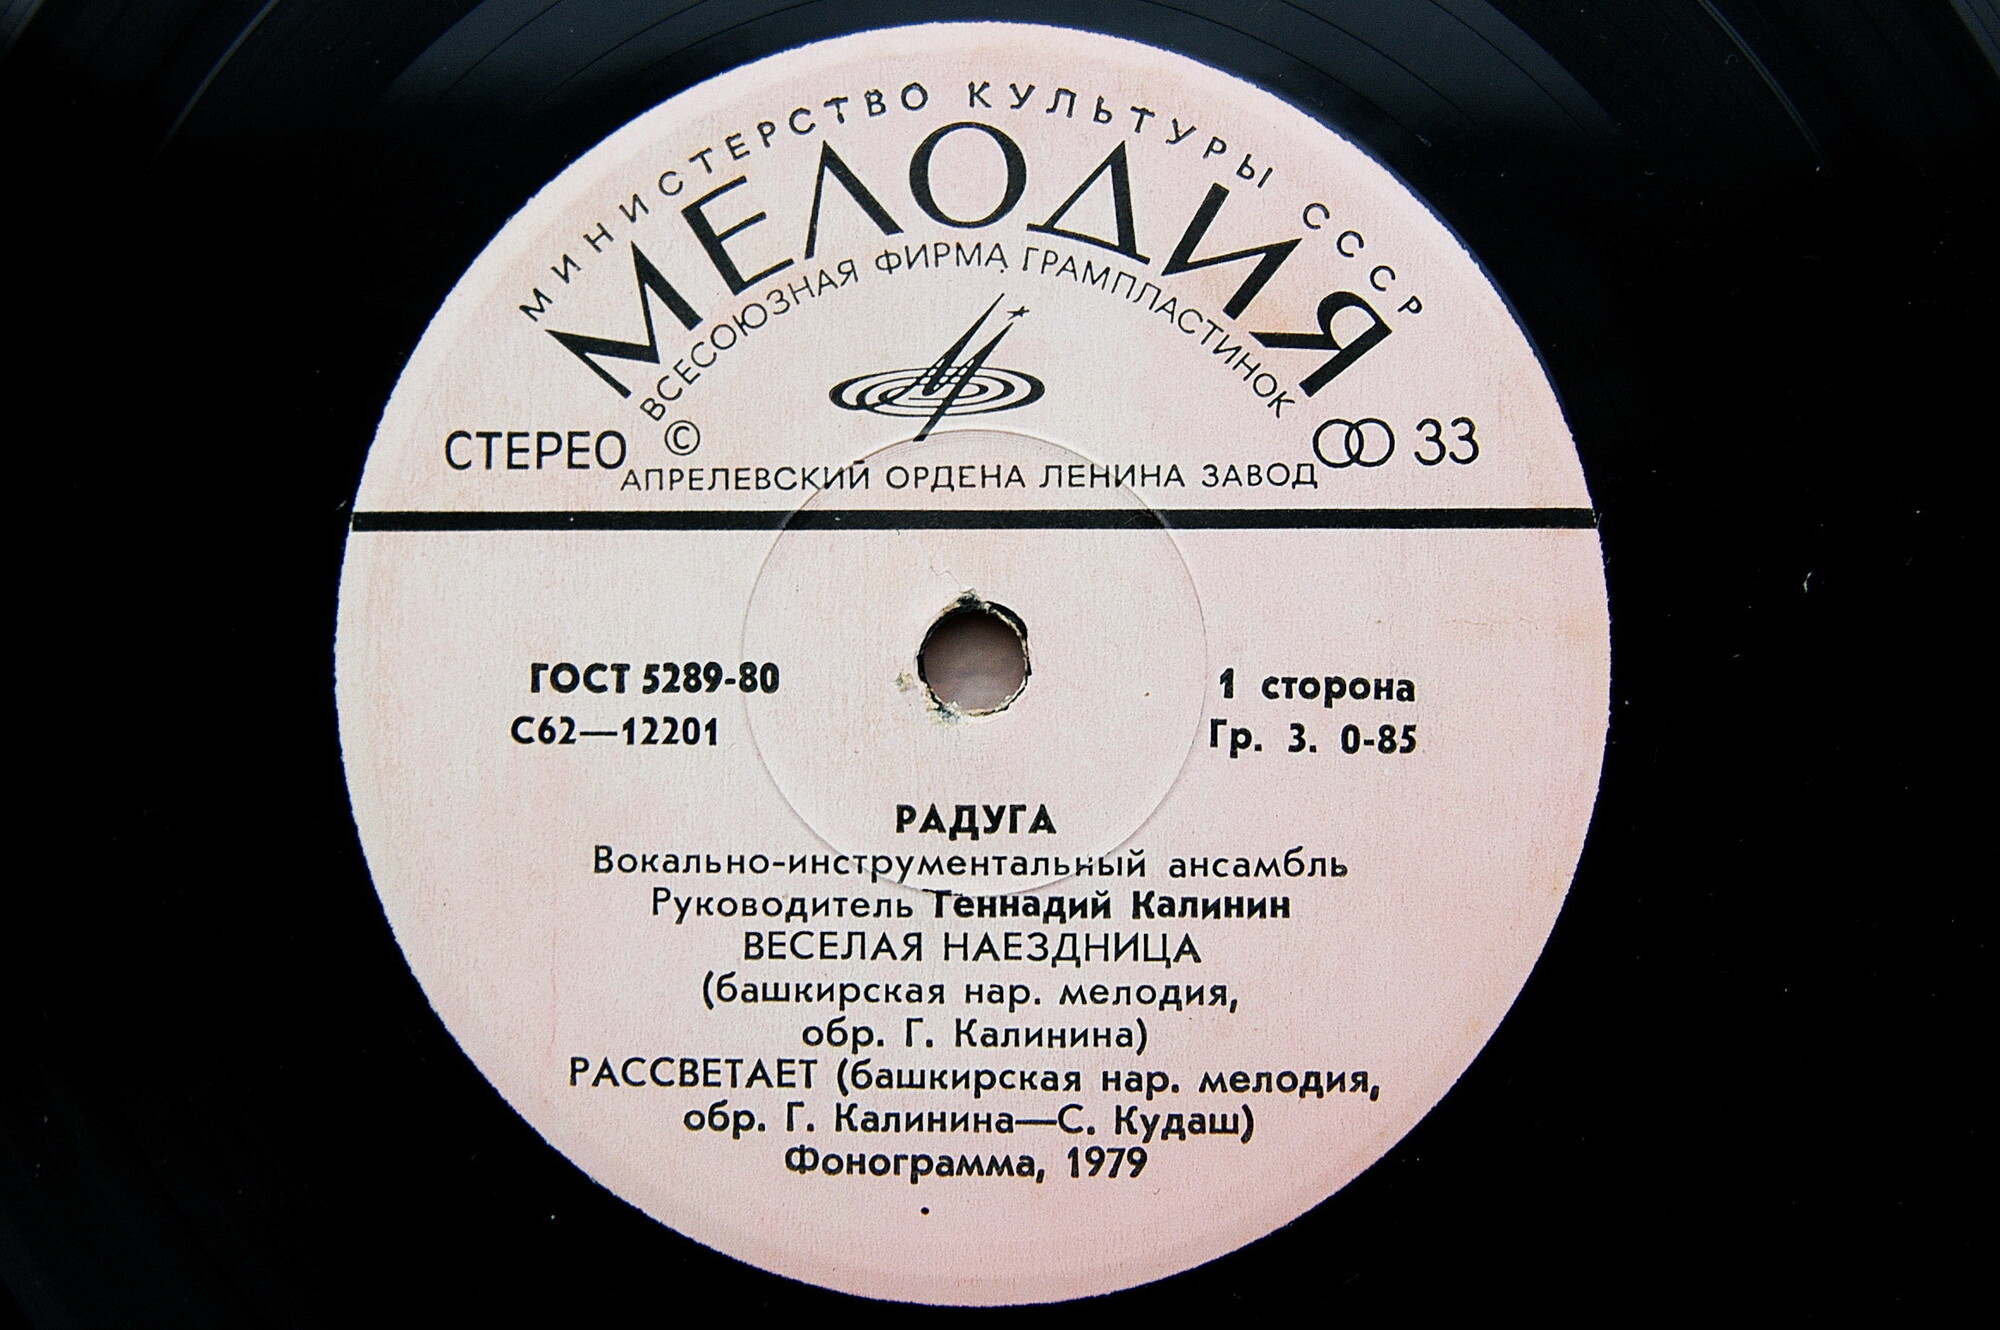 МИНИСТЕРСТВО КУЛЬТУРЫ СССР
МЕЛОДИЯ
ВСЕСОЮЗНАЯ ФИРМА ГРАМПЛАСТИНОК
СТЕРЕО © 33
АПРЕЛЕВСКИЙ ОРДЕНА ЛЕНИНА ЗАВОД
ГОСТ 5289-80
С62—12201
1 сторона
Гр. 3. 0-85
РАДУГА
Вокально-инструментальный ансамбль
Руководитель Геннадий Калинин
ВЕСЕЛАЯ НАЕЗДНИЦА
(башкирская нар. мелодия,
обр. Г. Калинина)
РАССВЕТАЕТ (башкирская нар. мелодия,
обр. Г. Калинина—С. Кудаш)
Фонограмма, 1979